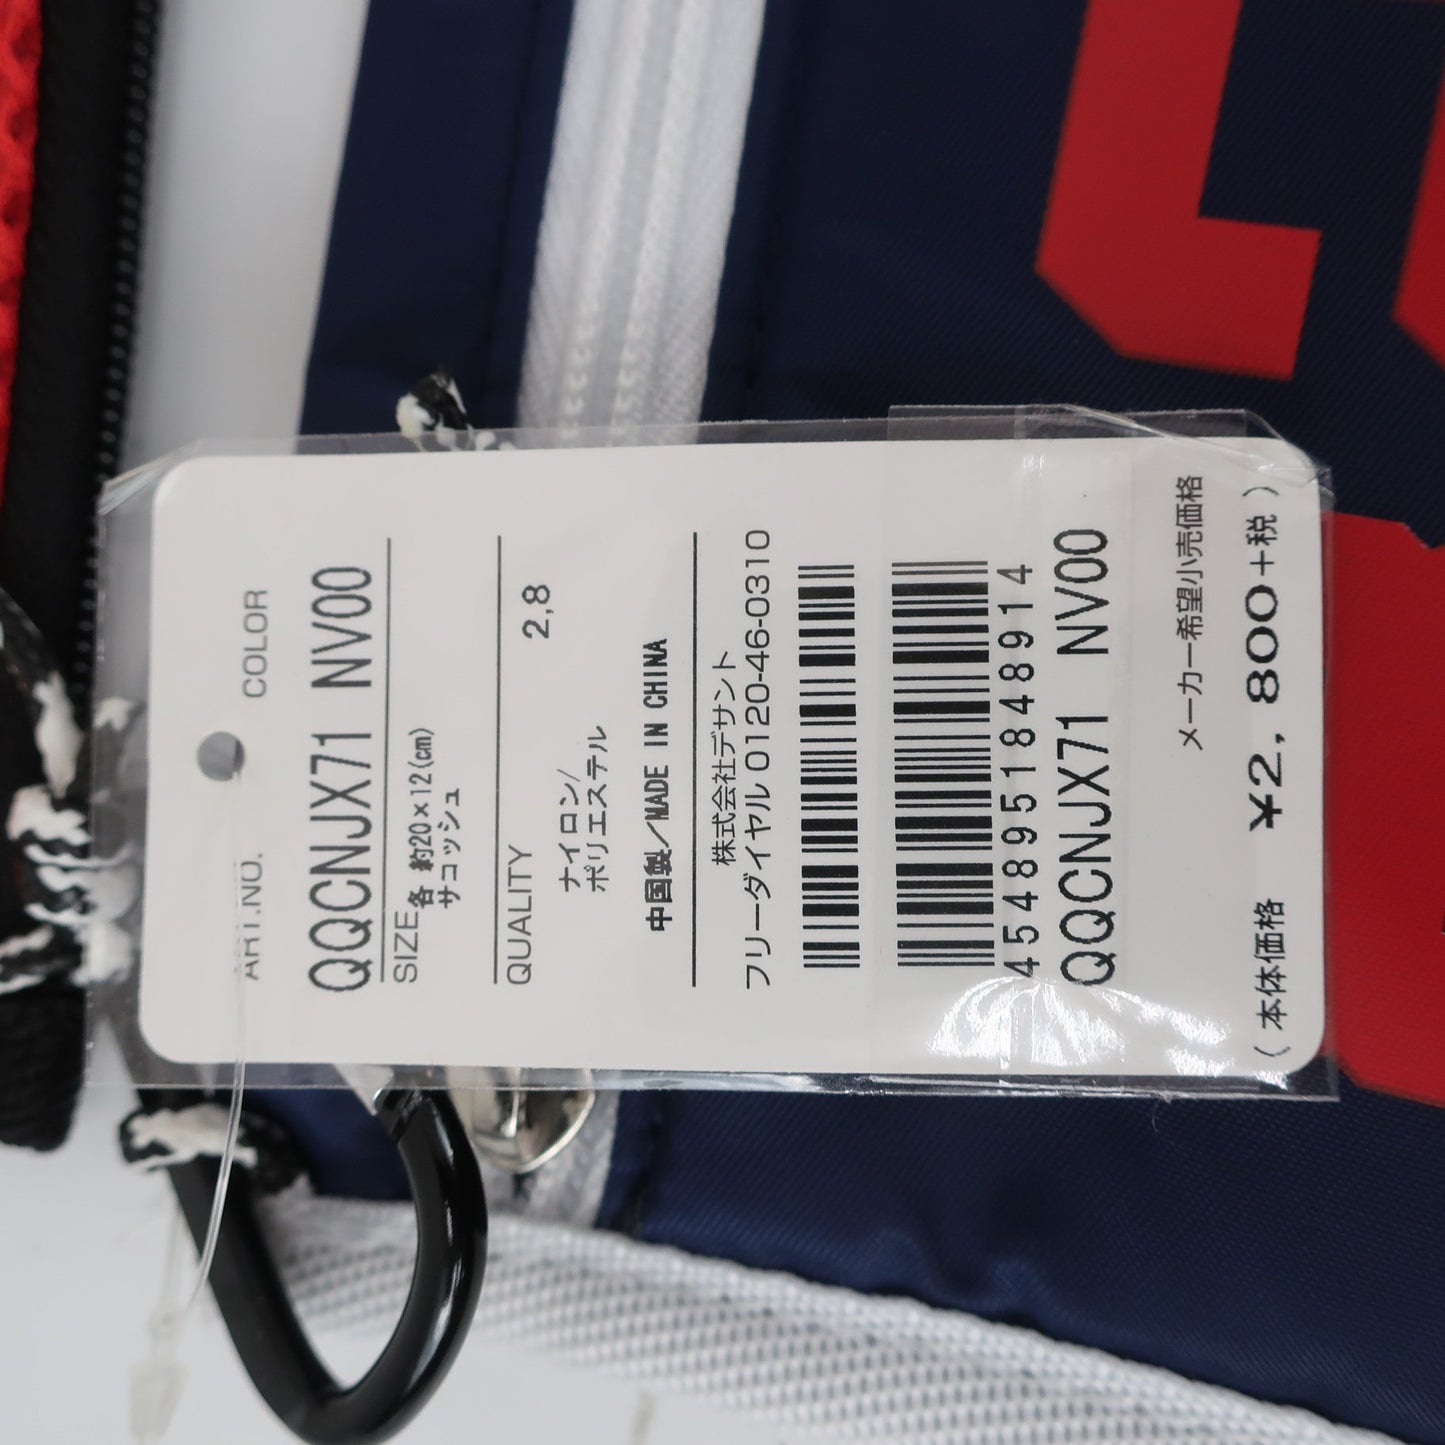 ART.NO. COLOR
QQCNJX71 NV00
SIZE 各 約20×12(cm)
サコッシュ
QUALITY 2,8
ナイロン/
ポリエステル
中国製/MADE IN CHINA
株式会社デサント
フリーダイヤル 0120-46-0310
4548951848914
QQCNJX71 NV00
メーカー希望小売価格
(本体価格 ¥2,800+税)